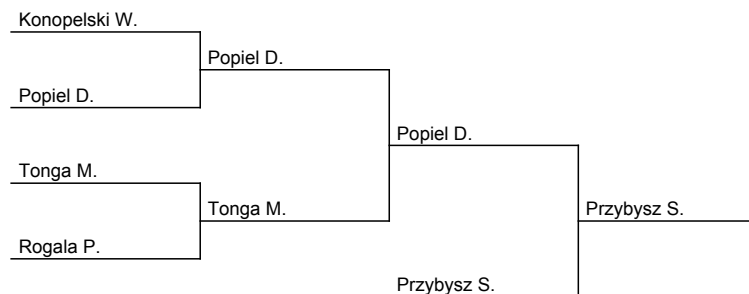 Konopelski W.
Popiel D.
Popiel D.
Popiel D.
Tonga M.
Tonga M.
Przybysz S.
Rogala P.
Przybysz S.